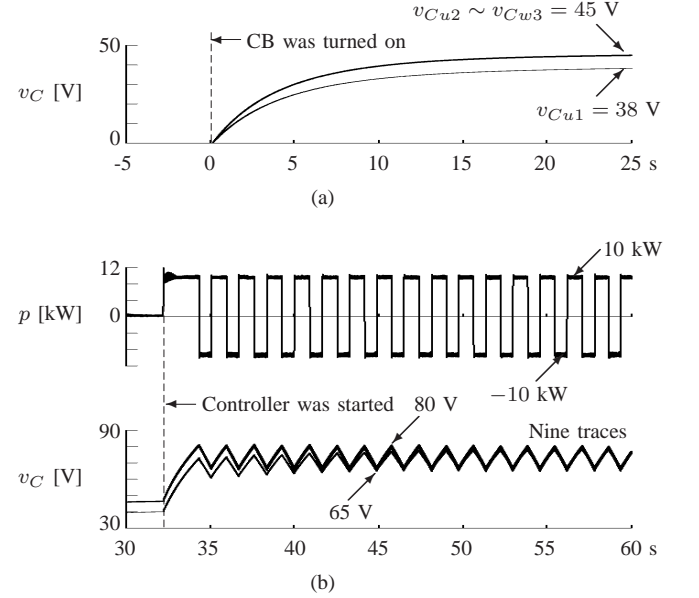 v_{Cu2} ∼ v_{Cw3} = 45 V
50
CB was turned on
v_C [V]
v_{Cu1} = 38 V
0
-5 0 5 10 15 20 25 s
(a)
10 kW
12
p [kW] 0
−10 kW
Controller was started 80 V
90
Nine traces
v_C [V]
65 V
30
30 35 40 45 50 55 60 s
(b)